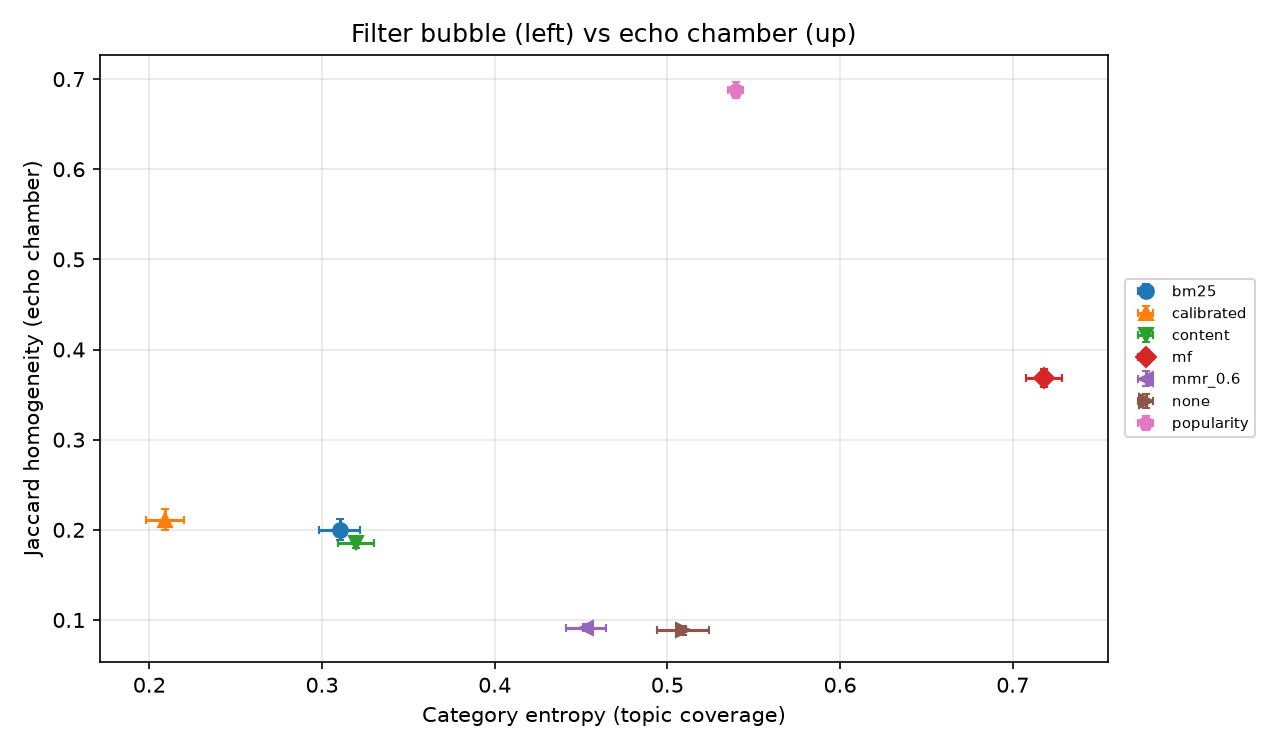 Filter bubble (left) vs echo chamber (up)
Jaccard homogeneity (echo chamber)
0.7
0.6
0.5
0.4
0.3
0.2
0.1
0.2
0.3
0.4
0.5
0.6
0.7
Category entropy (topic coverage)
bm25
calibrated
content
mf
mmr_0.6
none
popularity